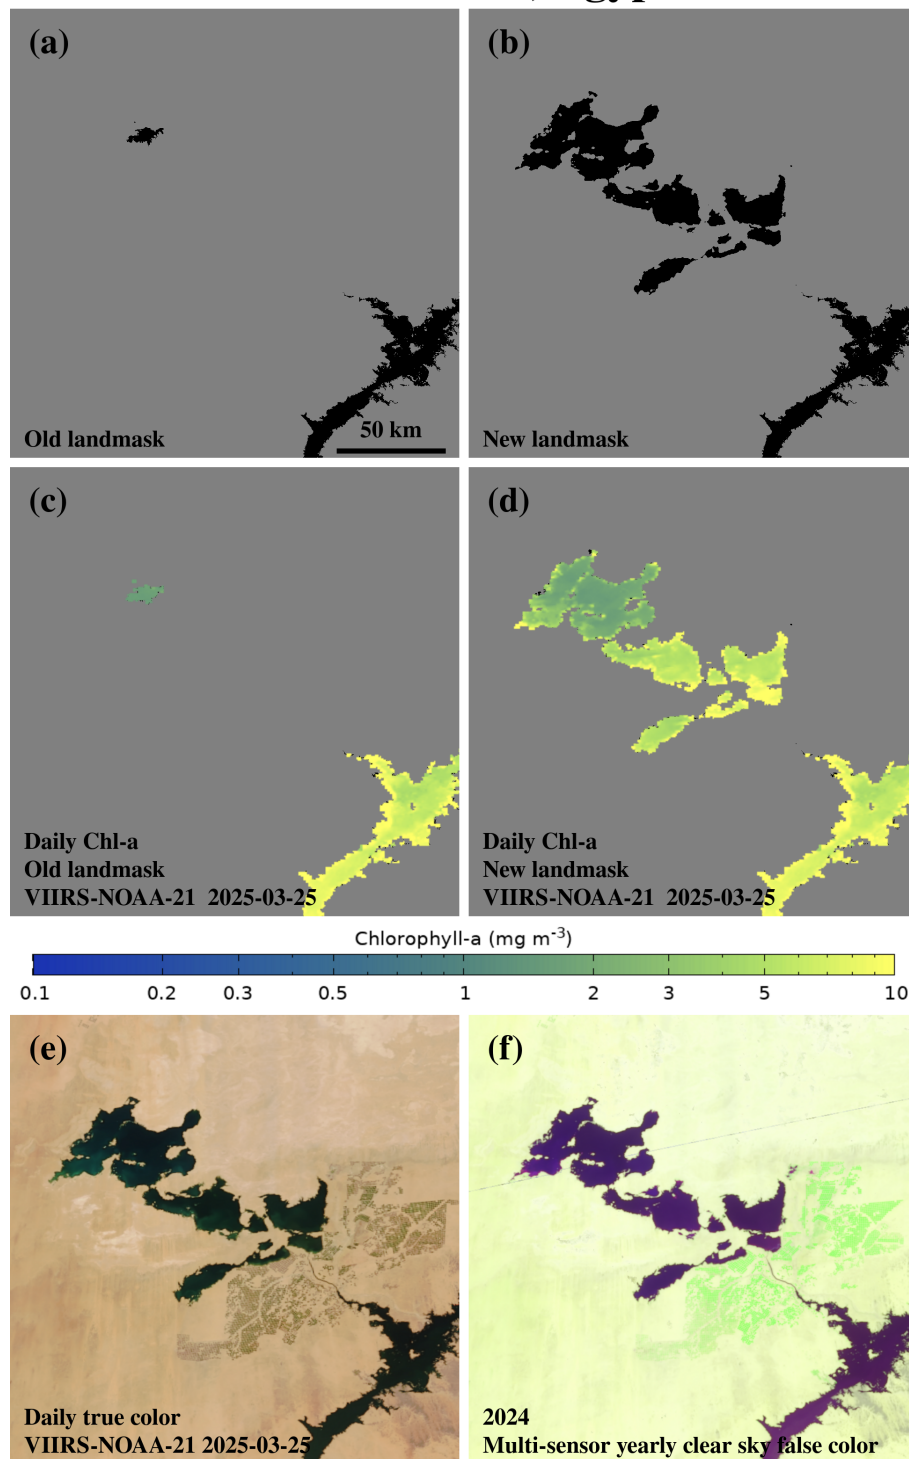 (a)
(b)
Old landmask
50 km
New landmask
(c)
(d)
Daily Chl-a
Old landmask
VIIRS-NOAA-21 2025-03-25
Daily Chl-a
New landmask
VIIRS-NOAA-21 2025-03-25
Chlorophyll-a (mg m-3)
0.1 0.2 0.3 0.5 1 2 3 5 10
(e)
(f)
Daily true color
VIIRS-NOAA-21 2025-03-25
2024
Multi-sensor yearly clear sky false color